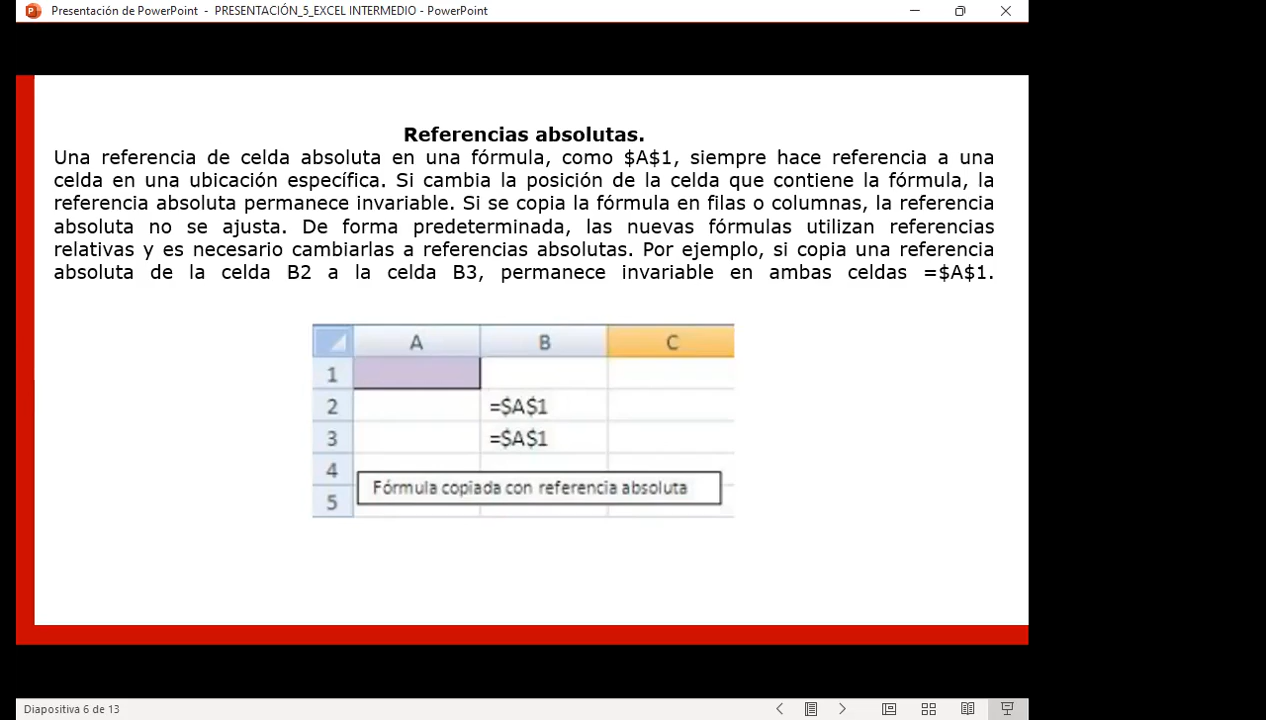 Presentación de PowerPoint - PRESENTACIÓN_5_EXCEL INTERMEDIO - PowerPoint
Referencias absolutas.
Una referencia de celda absoluta en una fórmula, como $A$1, siempre hace referencia a una
celda en una ubicación específica. Si cambia la posición de la celda que contiene la fórmula, la
referencia absoluta permanece invariable. Si se copia la fórmula en filas o columnas, la referencia
absoluta no se ajusta. De forma predeterminada, las nuevas fórmulas utilizan referencias
relativas y es necesario cambiarlas a referencias absolutas. Por ejemplo, si copia una referencia
absoluta de la celda B2 a la celda B3, permanece invariable en ambas celdas =$A$1.
A B C
1
2 =$A$1
3 =$A$1
4
Fórmula copiada con referencia absoluta
5
Diapositiva 6 de 13